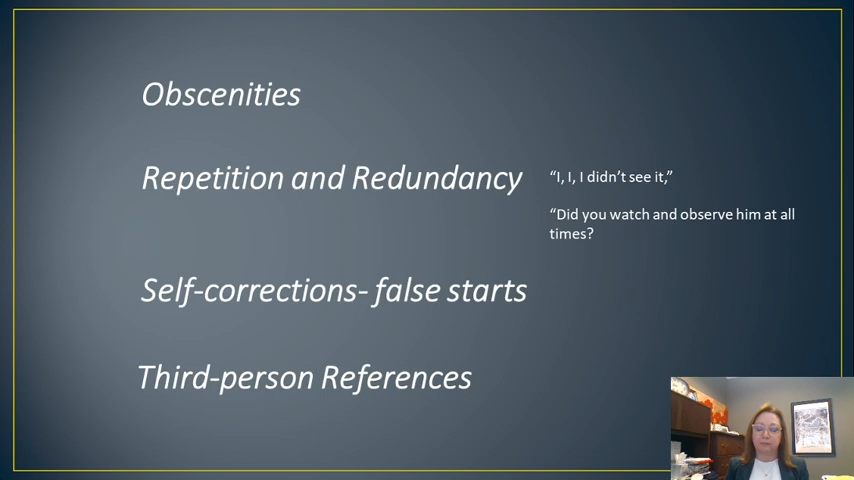 Obscenities
Repetition and Redundancy
“I, I, I didn’t see it,”
“Did you watch and observe him at all
times?
Self-corrections- false starts
Third-person References